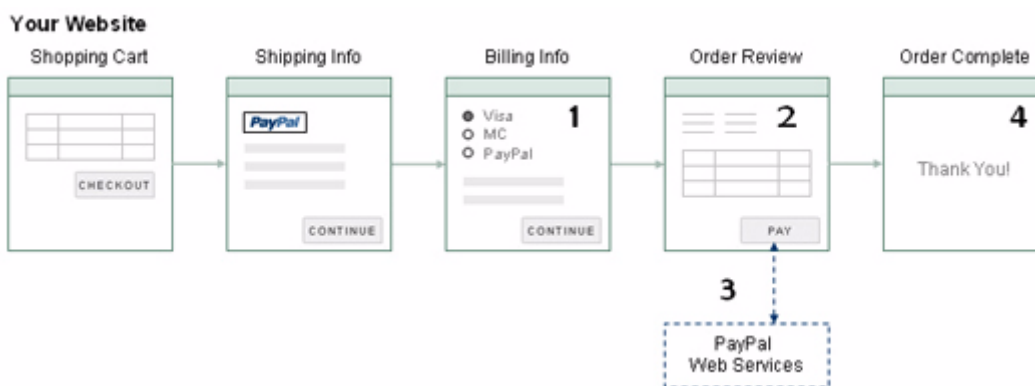 Your Website
Shopping Cart
Shipping Info
Billing Info
Order Review
Order Complete
CHECKOUT
PayPal
CONTINUE
Visa
MC
PayPal
1
CONTINUE
2
PAY
4
Thank You!
3
PayPal
Web Services